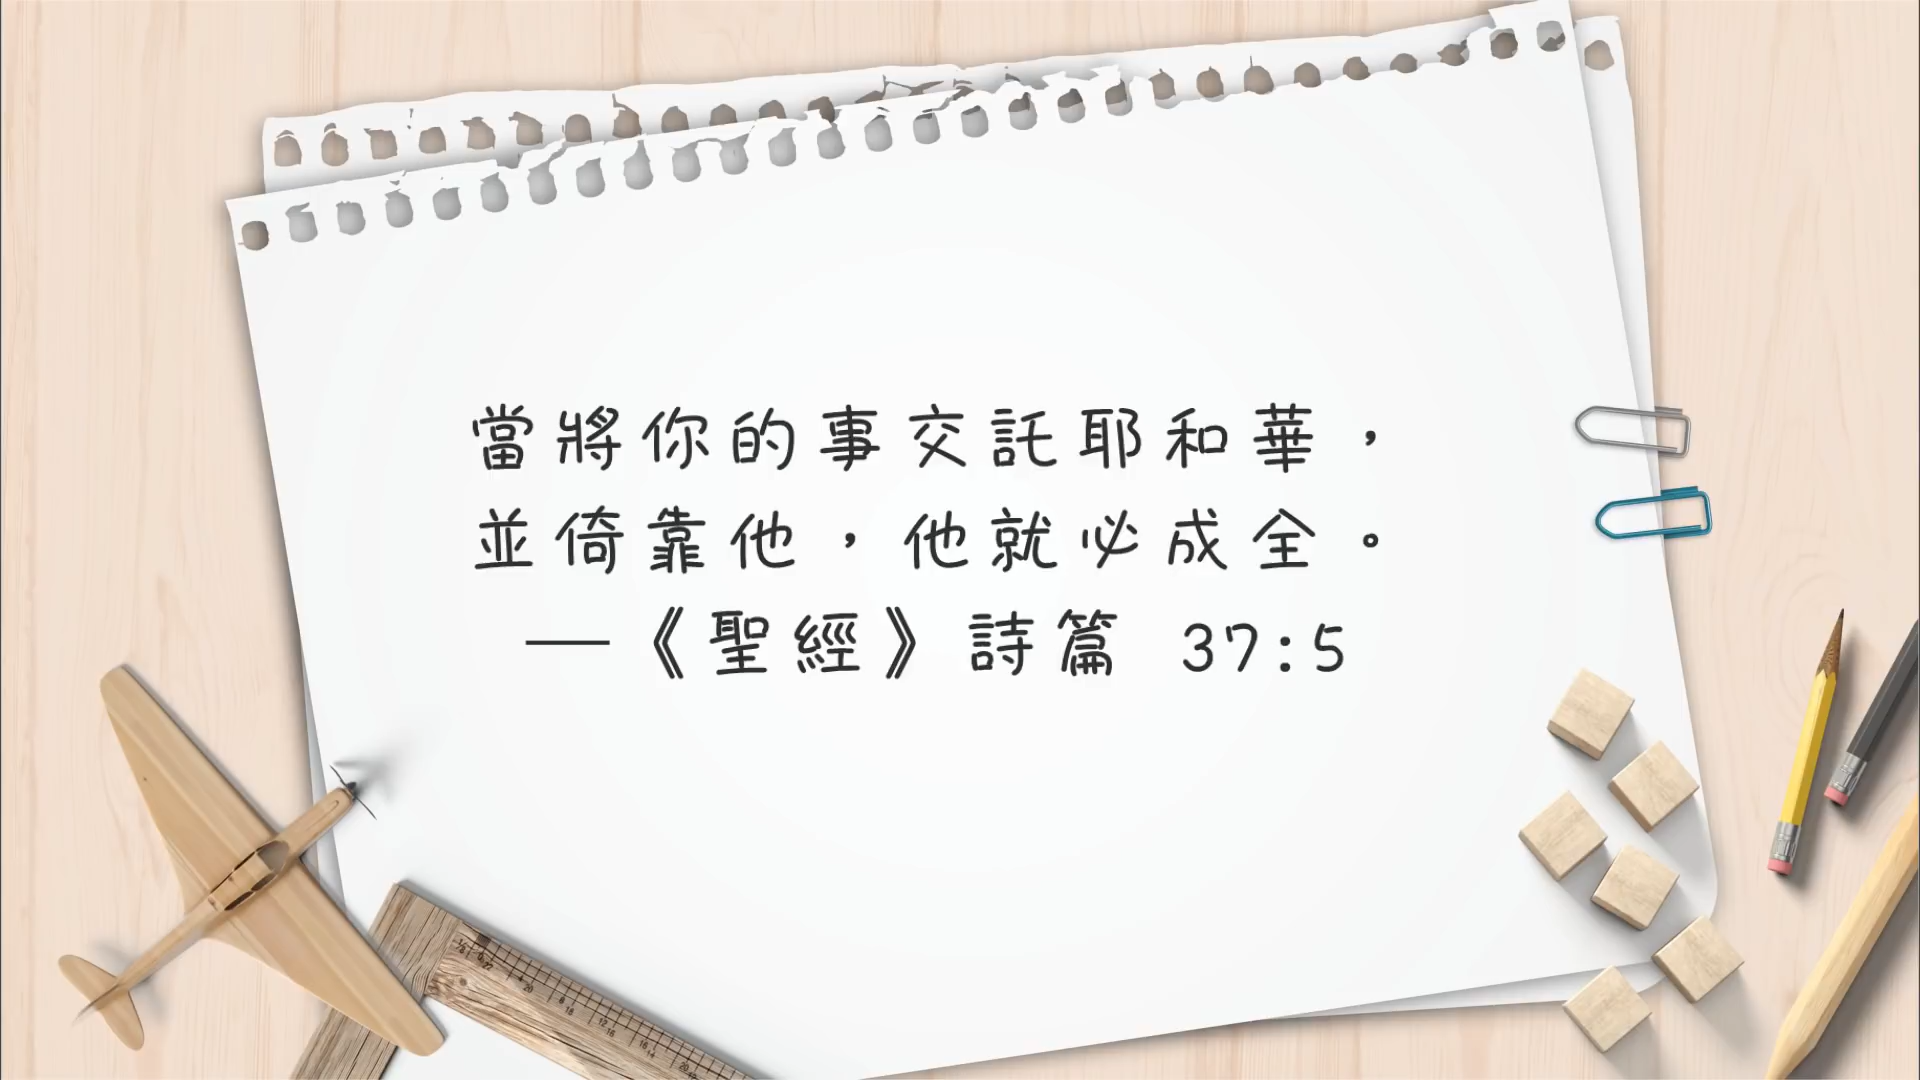 當將你的事交託耶和華，
並倚靠他，他就必成全。
—《聖經》詩篇 37:5